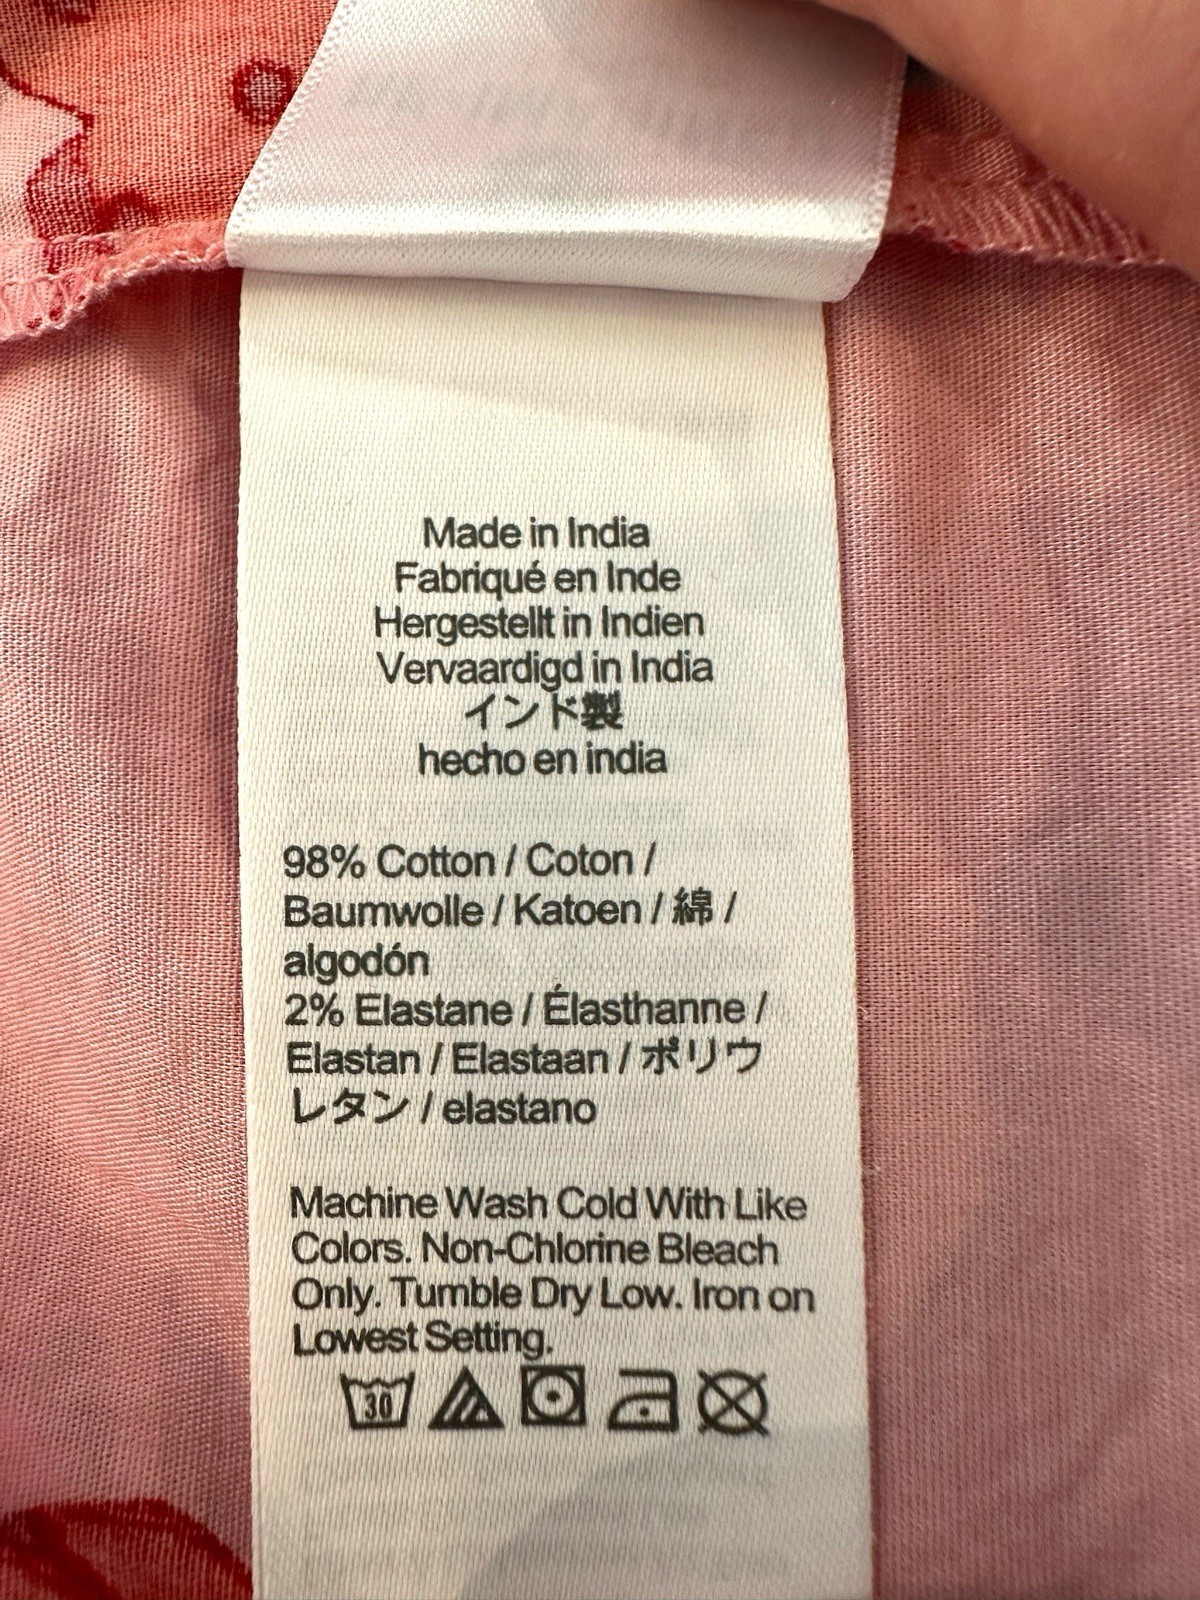 Made in India
Fabriqué en Inde
Hergestellt in Indien
Vervaardigd in India
インド製
hecho en india
98% Cotton / Coton /
Baumwolle / Katoen / 綿 /
algodón
2% Elastane / Élasthanne /
Elastan / Elastaan / ポリウ
レタン / elastano
Machine Wash Cold With Like
Colors. Non-Chlorine Bleach
Only. Tumble Dry Low. Iron on
Lowest Setting.
30